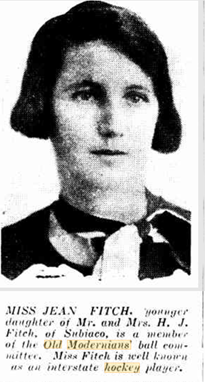 MISS JEAN FITCH, younger
daughter of Mr. and Mrs. H. J.
Fitch, of Subiaco, is a member
of the Old Modernians' ball com-
mittee. Miss Fitch is well known
as an interstate hockey player.